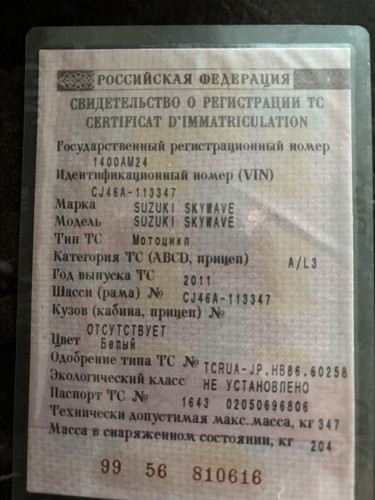 РОССИЙСКАЯ ФЕДЕРАЦИЯ
СВИДЕТЕЛЬСТВО О РЕГИСТРАЦИИ ТС
CERTIFICAT D'IMMATRICULATION
Государственный регистрационный номер
1400АМ24
Идентификационный номер (VIN)
CJ46A-113347
Марка SUZUKI SKYWAVE
Модель SUZUKI SKYWAVE
Тип ТС Мотоцикл
Категория ТС (ABCD, прицеп) A/L3
Год выпуска ТС 2011
Шасси (рама) № CJ46A-113347
Кузов (кабина, прицеп) №
ОТСУТСТВУЕТ
Цвет Белый
Одобрение типа ТС № TCRUA-JP.HB86.60258
Экологический класс НЕ УСТАНОВЛЕНО
Паспорт ТС № 1643 02050696806
Технически допустимая макс. масса, кг 347
Масса в снаряженном состоянии, кг 204
99 56 810616